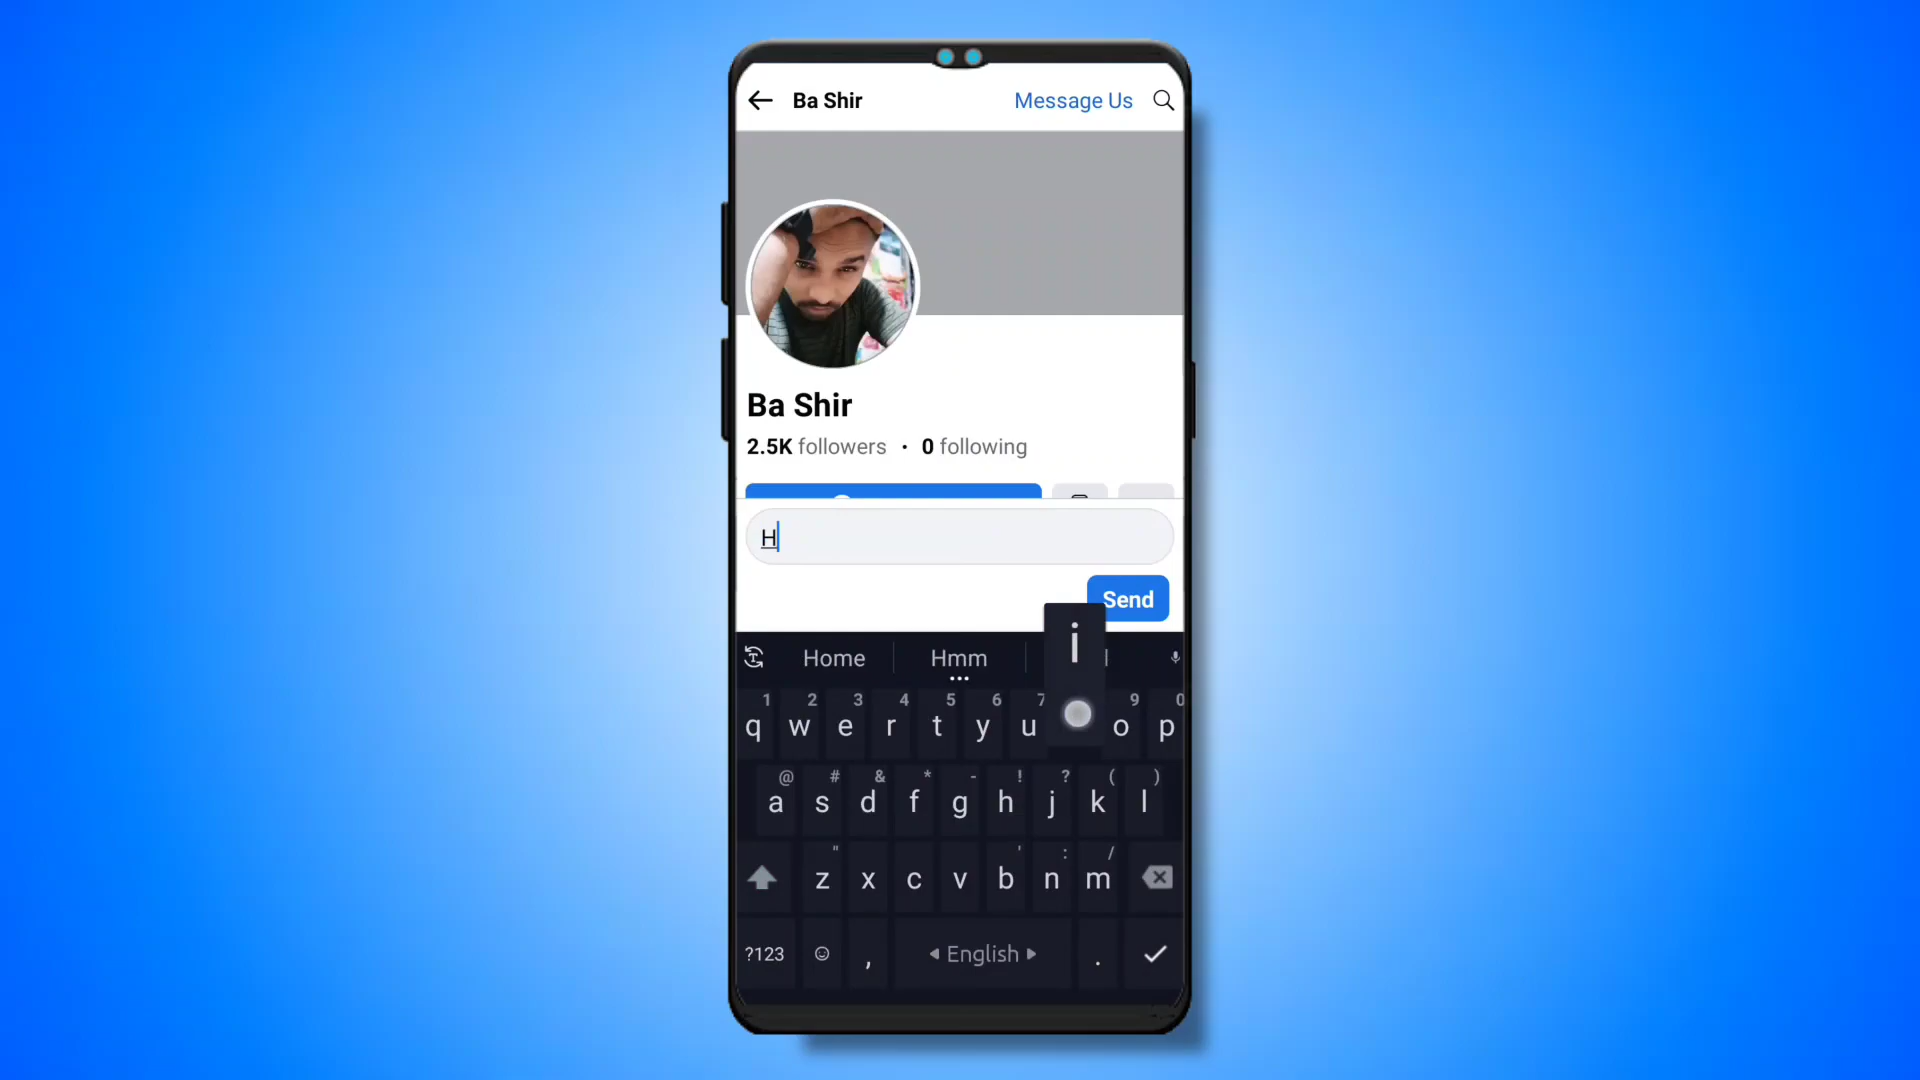 Ba Shir Message Us
Ba Shir
2.5K followers · 0 following
H
Send
i
Home Hmm
1 2 3 4 5 6 7 9 0
q w e r t y u o p
@ # & * - ! ? ( )
a s d f g h j k l
" ' : /
z x c v b n m
?123 , English .